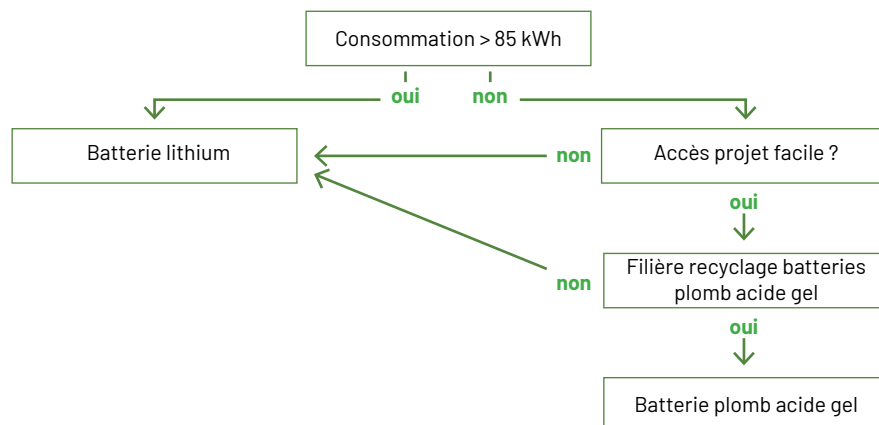 Consommation > 85 kWh
oui non
Batterie lithium
non
Accès projet facile ?
oui
Filière recyclage batteries
plomb acide gel
non
oui
Batterie plomb acide gel